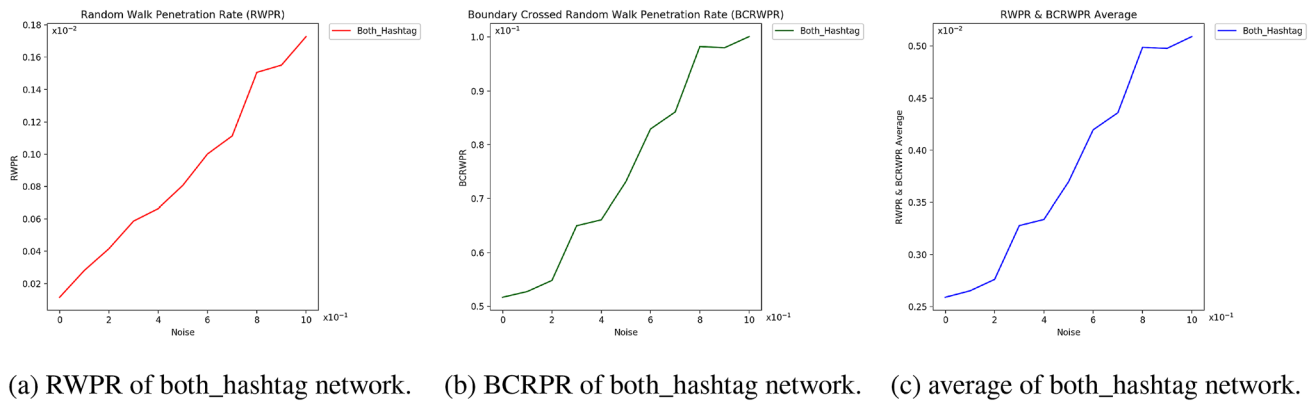 Random Walk Penetration Rate (RWPR)
x10⁻²
Both_Hashtag
0.18
0.16
0.14
0.12
0.10
0.08
0.06
0.04
0.02
RWPR
0 2 4 6 8 10
x10⁻¹
Noise
Boundary Crossed Random Walk Penetration Rate (BCRWPR)
x10⁻¹
Both_Hashtag
1.0
0.9
0.8
0.7
0.6
0.5
BCRWPR
0 2 4 6 8 10
x10⁻¹
Noise
RWPR & BCRWPR Average
x10⁻²
Both_Hashtag
0.50
0.45
0.40
0.35
0.30
0.25
RWPR & BCRWPR Average
0 2 4 6 8 10
x10⁻¹
Noise
(a) RWPR of both_hashtag network.
(b) BCRPR of both_hashtag network.
(c) average of both_hashtag network.